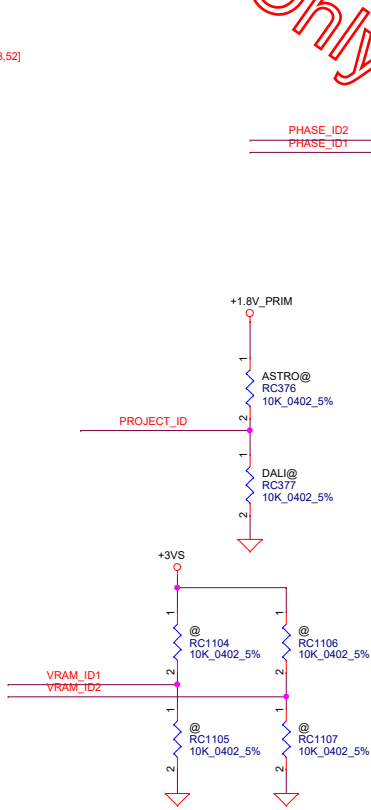 Only
,52]
PHASE_ID2
PHASE_ID1
+1.8V_PRIM
1
ASTRO@
RC376
10K_0402_5%
2
PROJECT_ID
1
DALI@
RC377
10K_0402_5%
2
+3VS
1
@
RC1104
10K_0402_5%
2
1
@
RC1106
10K_0402_5%
2
VRAM_ID1
VRAM_ID2
1
@
RC1105
10K_0402_5%
2
1
@
RC1107
10K_0402_5%
2